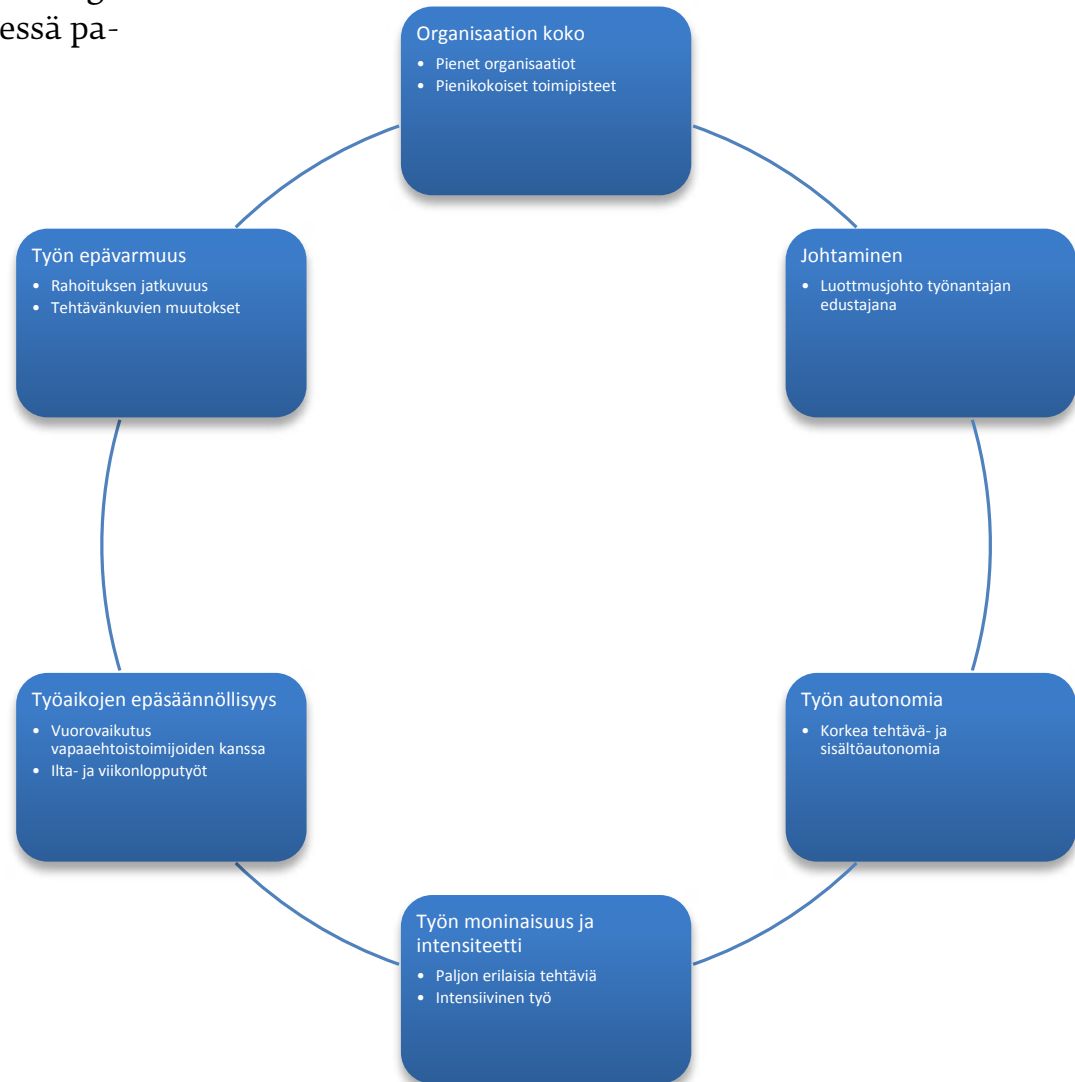 essä pa-
Organisaation koko
• Pienet organisaatiot
• Pienikokoiset toimipisteet
Työn epävarmuus
• Rahoituksen jatkuvuus
• Tehtävänkuvien muutokset
Johtaminen
• Luottmusjohto työnantajan
edustajana
Työaikojen epäsäännöllisyys
• Vuorovaikutus
vapaaehtoistoimijoiden kanssa
• Ilta- ja viikonlopputyöt
Työn autonomia
• Korkea tehtävä- ja
sisältöautonomia
Työn moninaisuus ja
intensiteetti
• Paljon erilaisia tehtäviä
• Intensiivinen työ